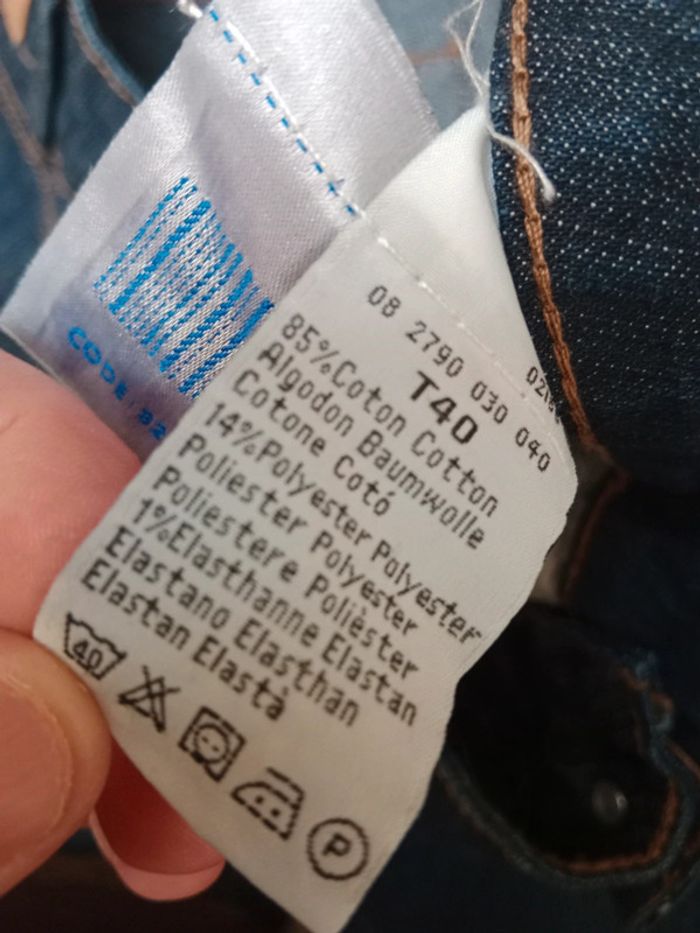 CODE: 92
08 2790 030 040
T40
85%Coton Cotton
Algodon Baumwolle
Cotone Cotó
14%Polyester Polyester
Poliester Polyester
Poliestere Polièster
1%Elasthanne Elastan
Elastano Elasthan
Elastan Elastà
40
P